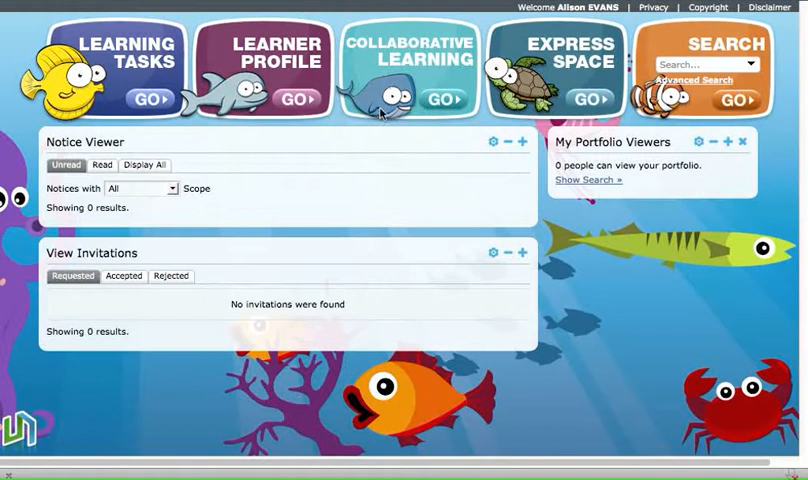 Welcome Alison EVANS | Privacy | Copyright | Disclaimer
LEARNING
TASKS
GO
LEARNER
PROFILE
GO
COLLABORATIVE
LEARNING
GO
EXPRESS
SPACE
GO
SEARCH
Search...
Advanced Search
GO
Notice Viewer
Unread Read Display All
Notices with All Scope
Showing 0 results.
My Portfolio Viewers
0 people can view your portfolio.
Show Search »
View Invitations
Requested Accepted Rejected
No invitations were found
Showing 0 results.